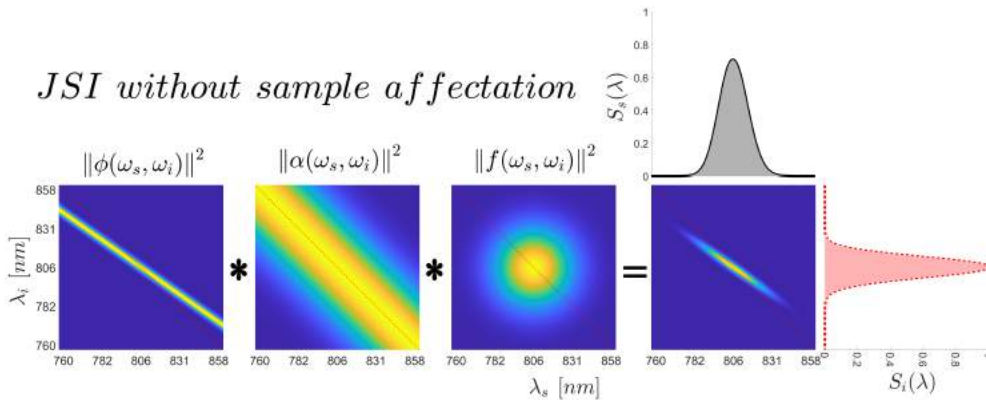 JSI without sample affectation
1
0.8
0.6
0.4
0.2
0
S_s(λ)
‖ϕ(ω_s, ω_i)‖²
‖α(ω_s, ω_i)‖²
‖f(ω_s, ω_i)‖²
λ_i [nm]
858
831
806
782
760
760 782 806 831 858
*
760 782 806 831 858
*
760 782 806 831 858
=
760 782 806 831 858
0 0.2 0.4 0.6 0.8 1
λ_s [nm]
S_i(λ)